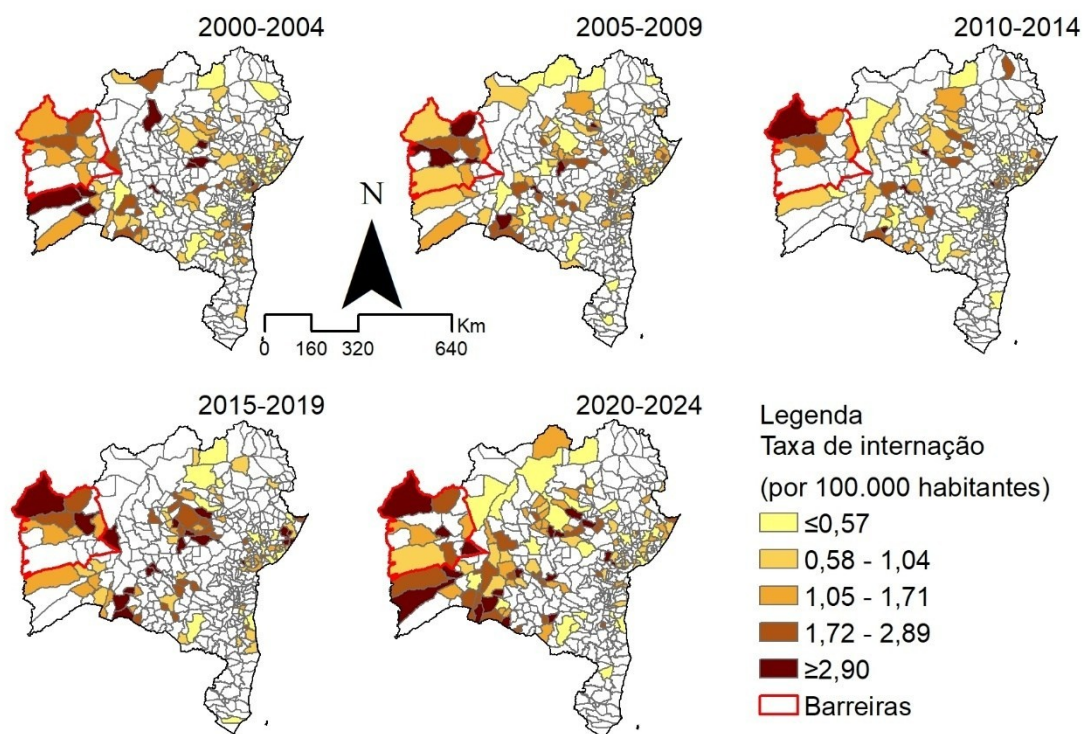 2000-2004
2005-2009
2010-2014
N
Km
0 160 320 640
2015-2019
2020-2024
Legenda
Taxa de internação
(por 100.000 habitantes)
≤0,57
0,58 - 1,04
1,05 - 1,71
1,72 - 2,89
≥2,90
Barreiras